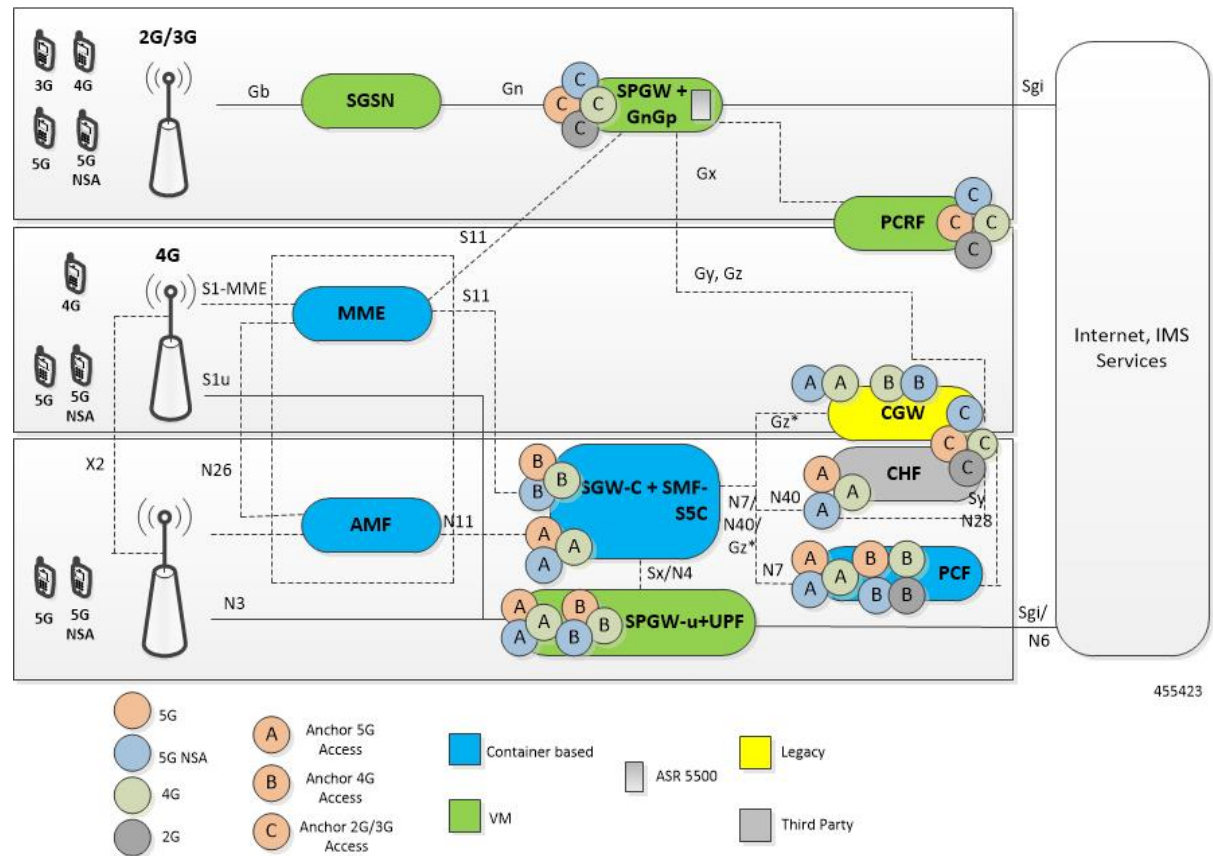 2G/3G
3G
4G
5G
5G
NSA
Gb
SGSN
Gn
C
C
C
C
SPGW +
GnGp
Sgi
Gx
PCRF
C
C
C
C
S11
Gy, Gz
4G
4G
5G
5G
NSA
S1-MME
MME
S11
S1u
Internet, IMS
Services
A
A
B
B
CGW
C
Gz*
C
C
C
X2
N26
5G
5G
NSA
AMF
N11
B
B
B
SGW-C + SMF-
S5C
A
A
A
N7/
N40/
Gz*
N40
A
A
A
CHF
Sy
N28
N7
A
A
A
B
B
B
B
PCF
Sx/N4
N3
A
A
A
B
B
B
SPGW-u+UPF
Sgi/
N6
455423
5G
5G NSA
4G
2G
A
Anchor 5G
Access
B
Anchor 4G
Access
C
Anchor 2G/3G
Access
Container based
VM
ASR 5500
Legacy
Third Party